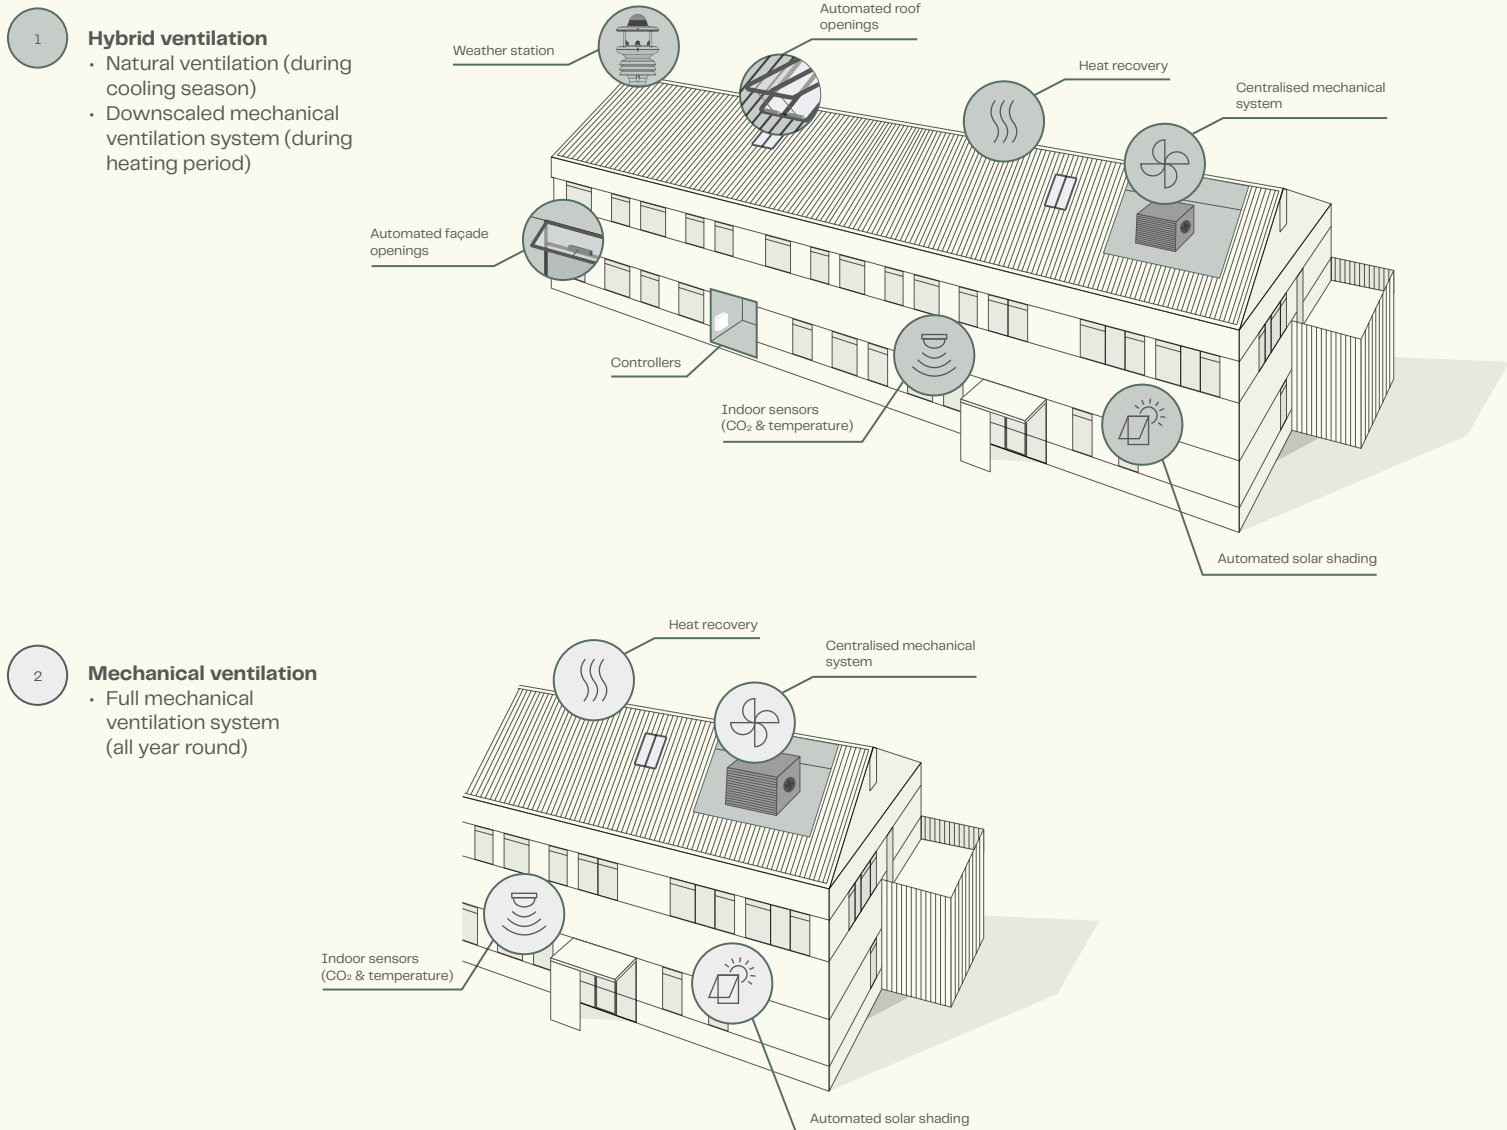 1
Hybrid ventilation
• Natural ventilation (during
cooling season)
• Downscaled mechanical
ventilation system (during
heating period)
Weather station
Automated roof
openings
Heat recovery
Centralised mechanical
system
Automated façade
openings
Controllers
Indoor sensors
(CO₂ & temperature)
Automated solar shading
2
Mechanical ventilation
• Full mechanical
ventilation system
(all year round)
Heat recovery
Centralised mechanical
system
Indoor sensors
(CO₂ & temperature)
Automated solar shading